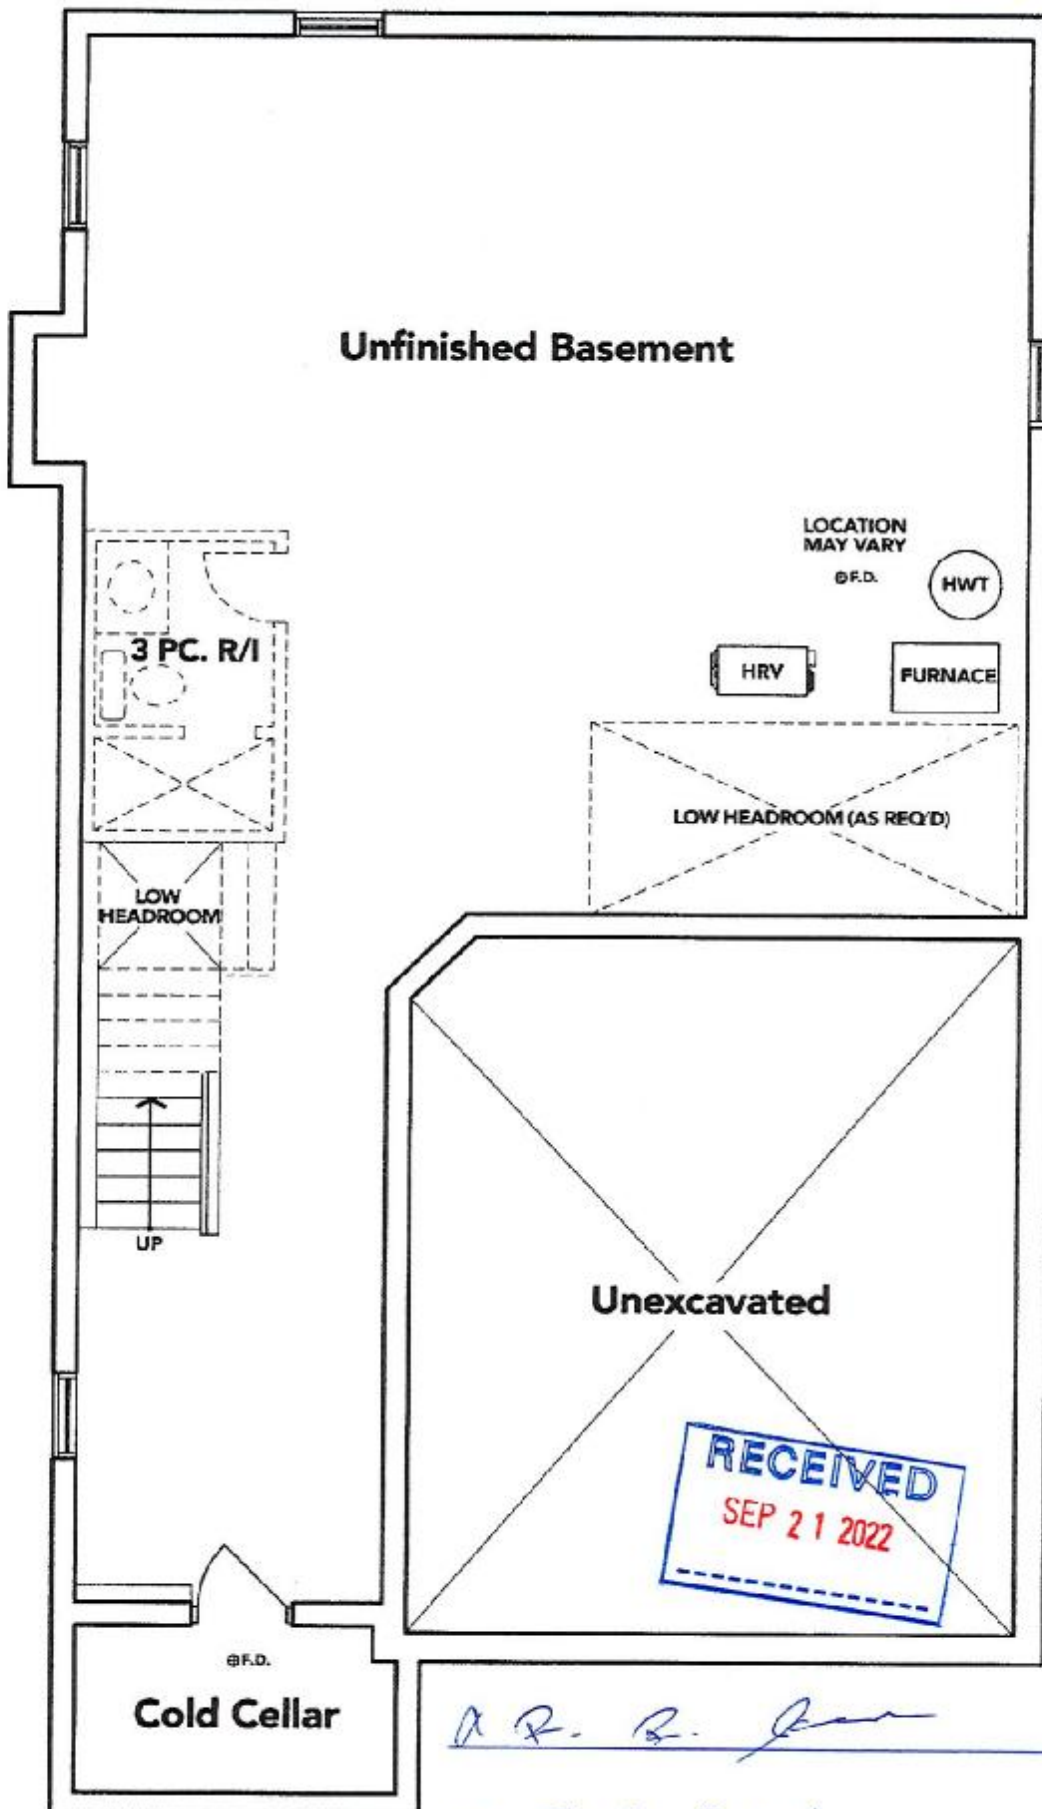 Unfinished Basement
LOCATION
MAY VARY
⊕F.D.
HWT
3 PC. R/I
HRV
FURNACE
LOW HEADROOM (AS REQ'D)
LOW
HEADROOM
UP
Unexcavated
RECEIVED
SEP 21 2022
⊕F.D.
Cold Cellar